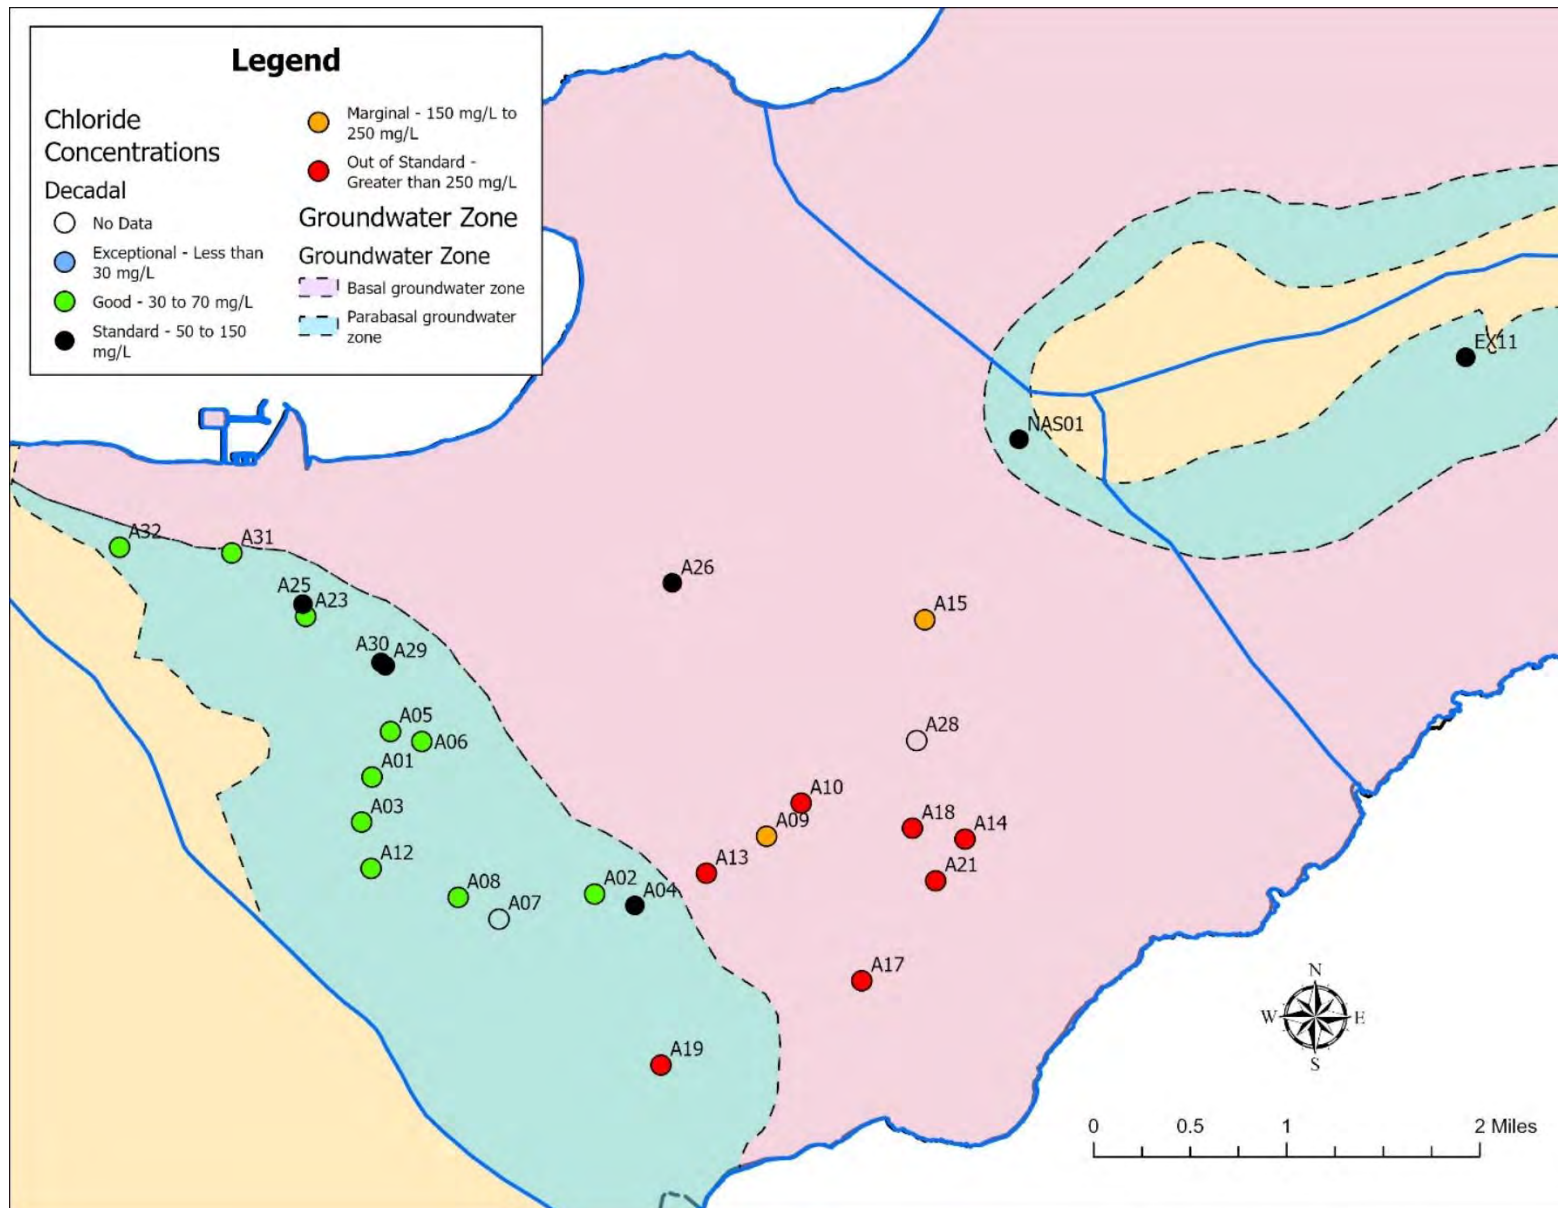 Legend
Chloride
Concentrations
Decadal
No Data
Exceptional - Less than
30 mg/L
Good - 30 to 70 mg/L
Standard - 50 to 150
mg/L
Marginal - 150 mg/L to
250 mg/L
Out of Standard -
Greater than 250 mg/L
Groundwater Zone
Groundwater Zone
Basal groundwater zone
Parabasal groundwater
zone
EX11
NAS01
A32
A31
A26
A25
A23
A15
A30
A29
A05
A06
A28
A01
A10
A03
A09
A18
A14
A12
A13
A21
A08
A02
A04
A07
A17
A19
N
W
E
S
0
0.5
1
2 Miles